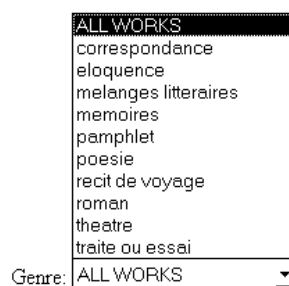 ALL WORKS
correspondance
eloquence
melanges litteraires
memoires
pamphlet
poesie
recit de voyage
roman
theatre
traite ou essai
Genre: ALL WORKS